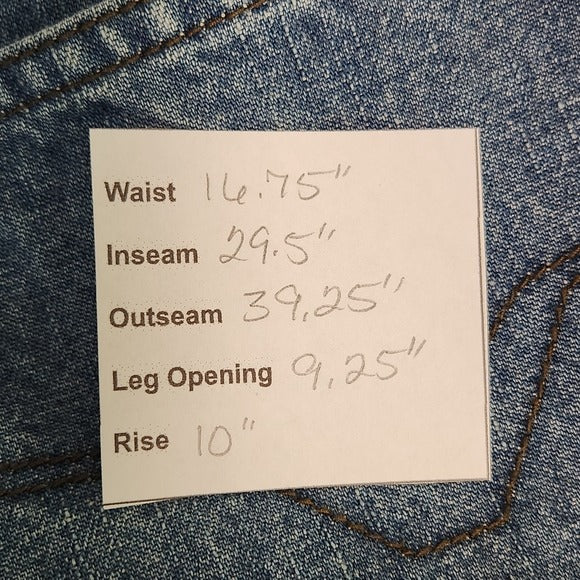 Waist 16.75"
Inseam 29.5"
Outseam 39.25"
Leg Opening 9.25"
Rise 10"